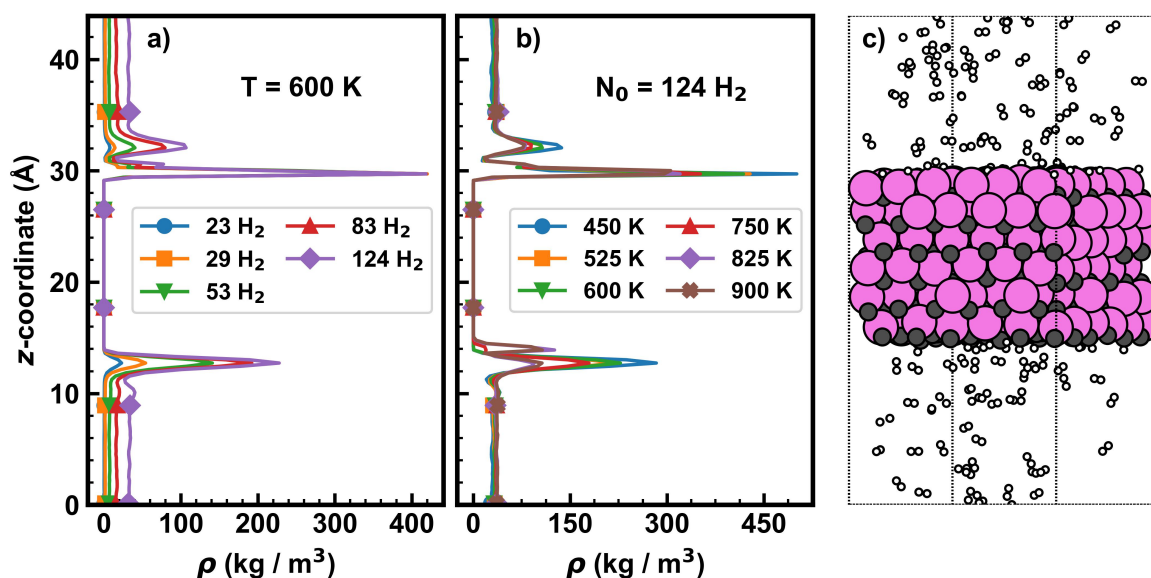 a)
T = 600 K
z-coordinate (Å)
40
30
20
10
0
23 H₂
29 H₂
53 H₂
83 H₂
124 H₂
0 100 200 300 400
ρ (kg / m³)
b)
N₀ = 124 H₂
450 K
525 K
600 K
750 K
825 K
900 K
0 150 300 450
ρ (kg / m³)
c)